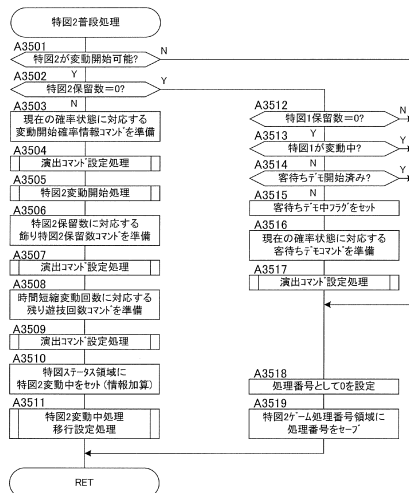 特図2普段処理
A3501
特図2が変動開始可能?
N
Y
A3502
特図2保留数=0?
Y
N
A3503
現在の確率状態に対応する
変動開始確率情報コマンドを準備
A3504
演出コマンド設定処理
A3505
特図2変動開始処理
A3506
特図2保留数に対応する
飾り特図2保留数コマンドを準備
A3507
演出コマンド設定処理
A3508
時間短縮変動回数に対応する
残り遊技回数コマンドを準備
A3509
演出コマンド設定処理
A3510
特図ステータス領域に
特図2変動中をセット(情報加算)
A3511
特図2変動中処理
移行設定処理
A3512
特図1保留数=0?
N
Y
A3513
特図1が変動中?
Y
N
A3514
客待ちデモ開始済み?
Y
N
A3515
客待ちデモ中フラグをセット
A3516
現在の確率状態に対応する
客待ちデモコマンドを準備
A3517
演出コマンド設定処理
A3518
処理番号として0を設定
A3519
特図2ゲーム処理番号領域に
処理番号をセーブ
RET